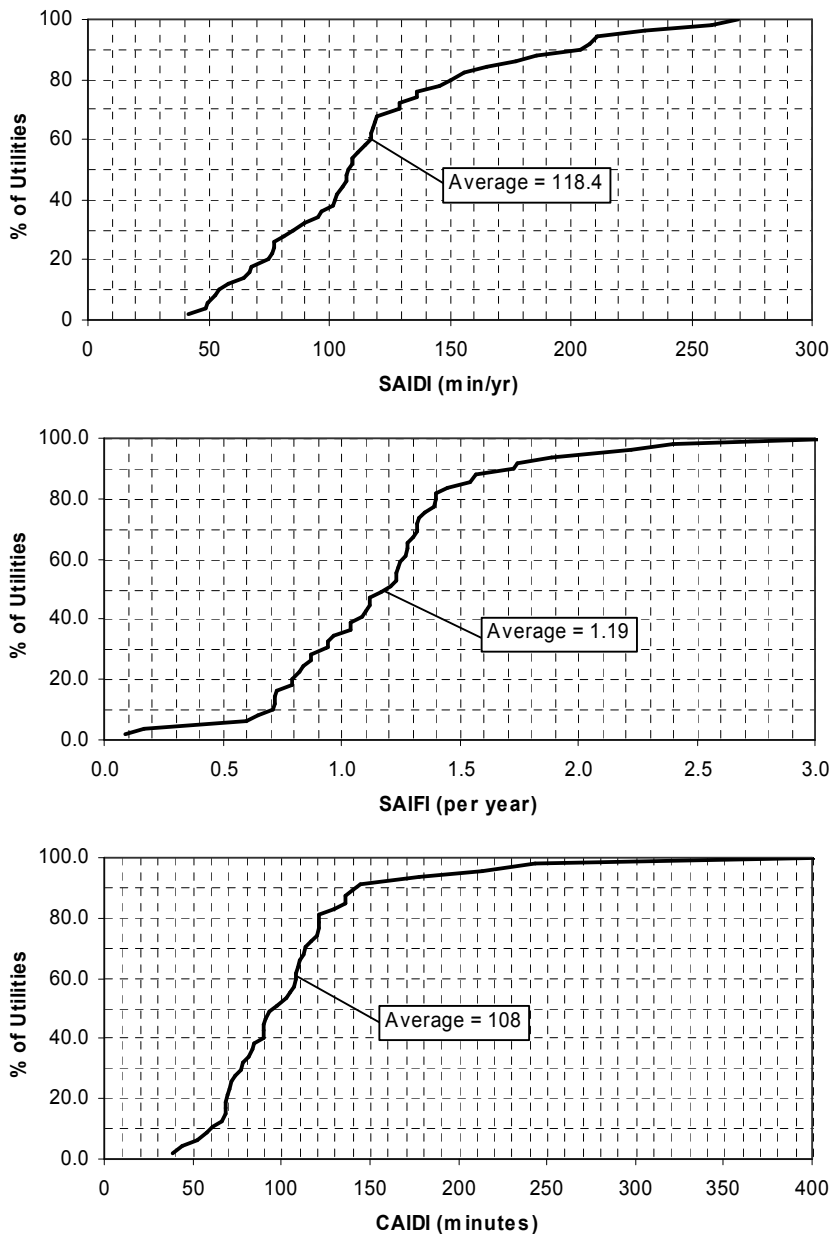 100
80
60
40
20
0
% of Utilities
Average = 118.4
0 50 100 150 200 250 300
SAIDI (min/yr)
100.0
80.0
60.0
40.0
20.0
0.0
% of Utilities
Average = 1.19
0.0 0.5 1.0 1.5 2.0 2.5 3.0
SAIFI (per year)
100.0
80.0
60.0
40.0
20.0
0.0
% of Utilities
Average = 108
0 50 100 150 200 250 300 350 400
CAIDI (minutes)